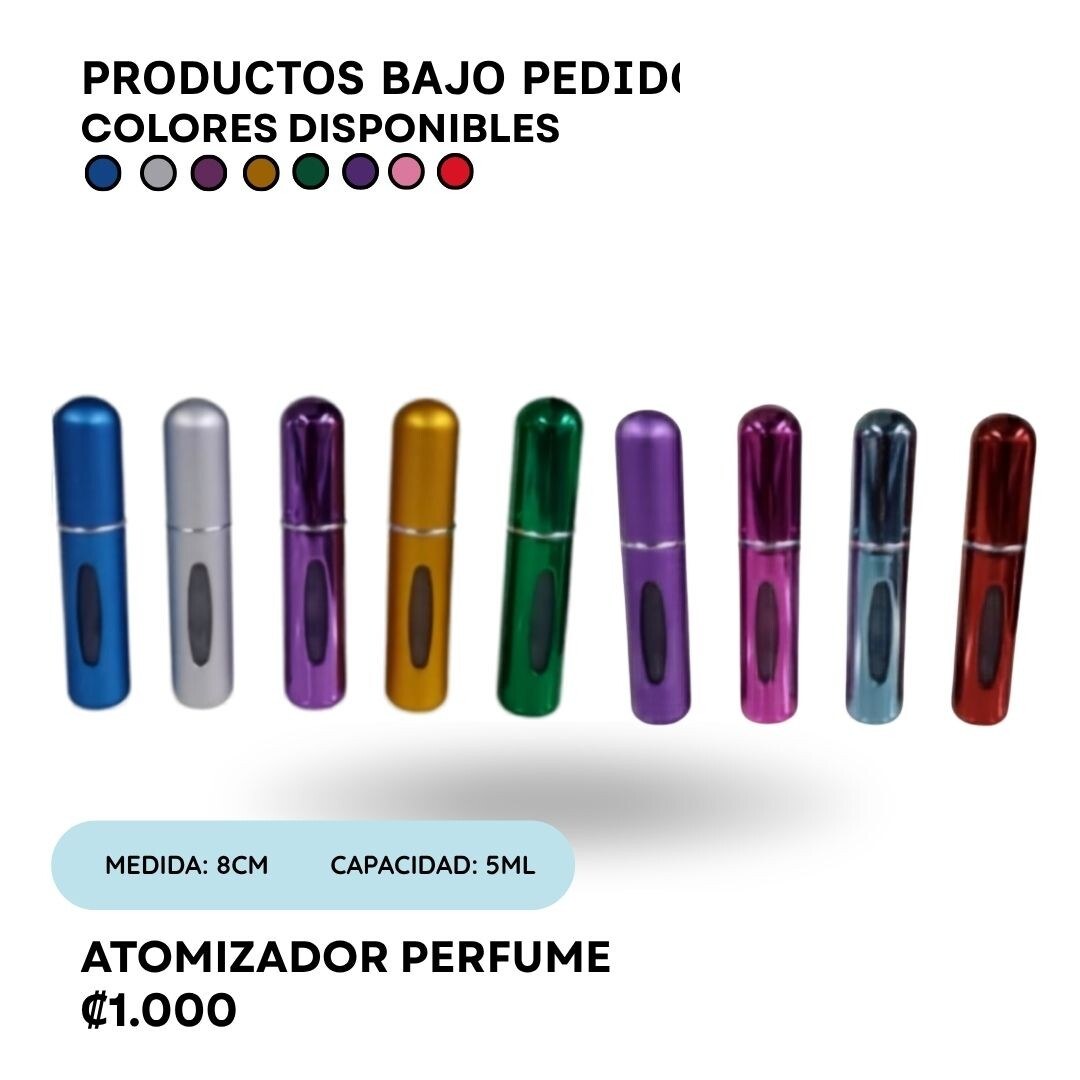 PRODUCTOS BAJO PEDIDO
COLORES DISPONIBLES
MEDIDA: 8CM CAPACIDAD: 5ML
ATOMIZADOR PERFUME
₡1.000